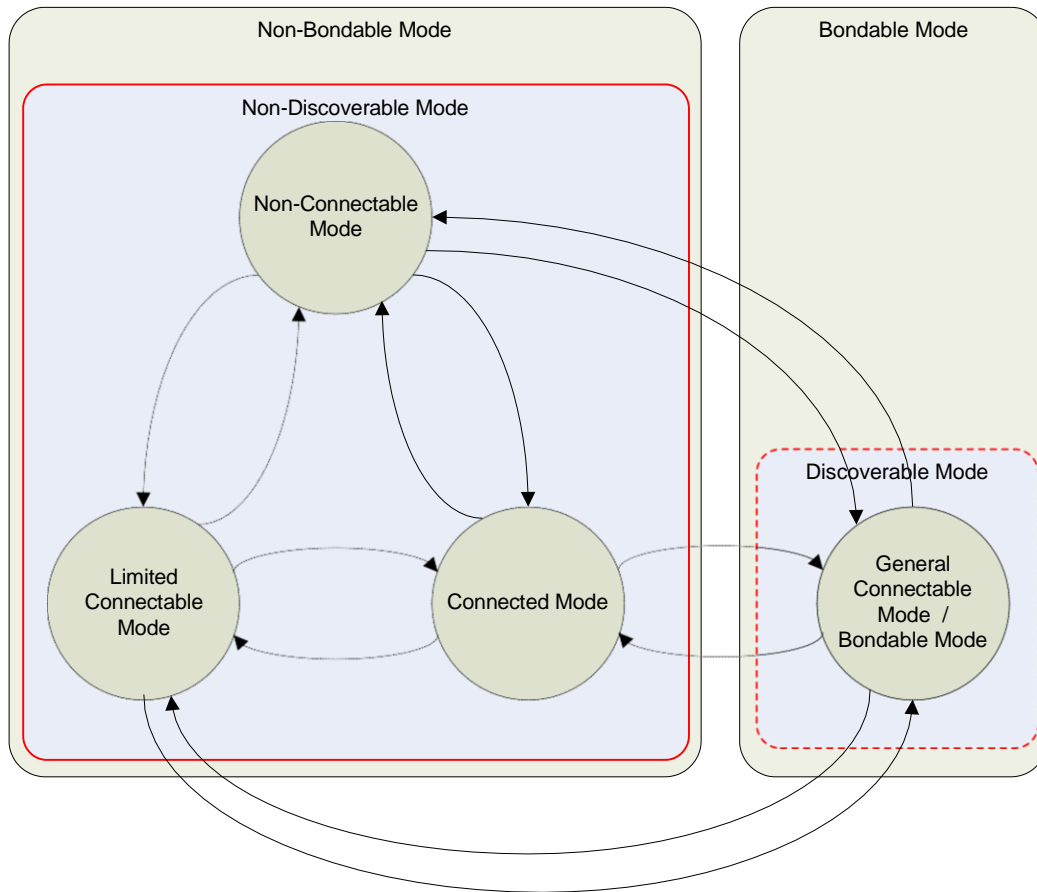 Non-Bondable Mode
Bondable Mode
Non-Discoverable Mode
Non-Connectable
Mode
Discoverable Mode
Limited
Connectable
Mode
Connected Mode
General
Connectable
Mode /
Bondable Mode